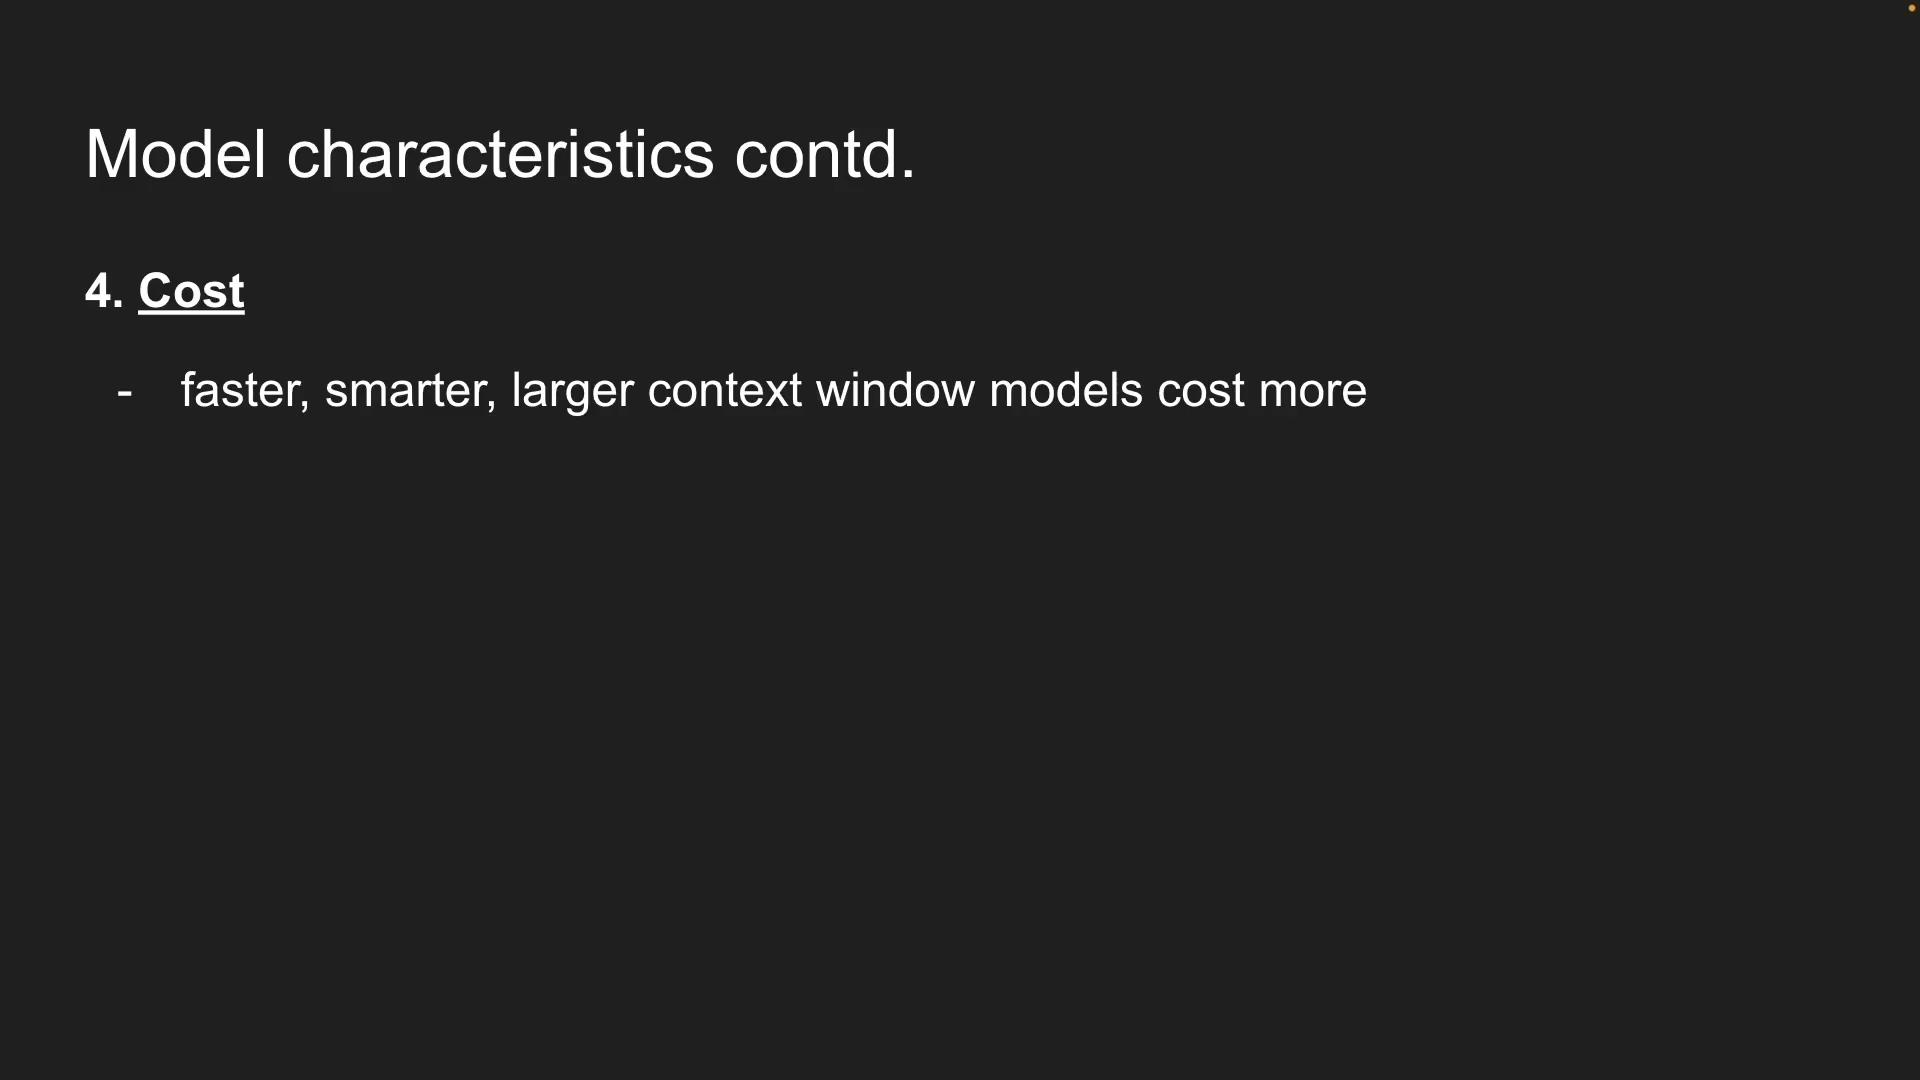 Model characteristics contd.
4. Cost
- faster, smarter, larger context window models cost more